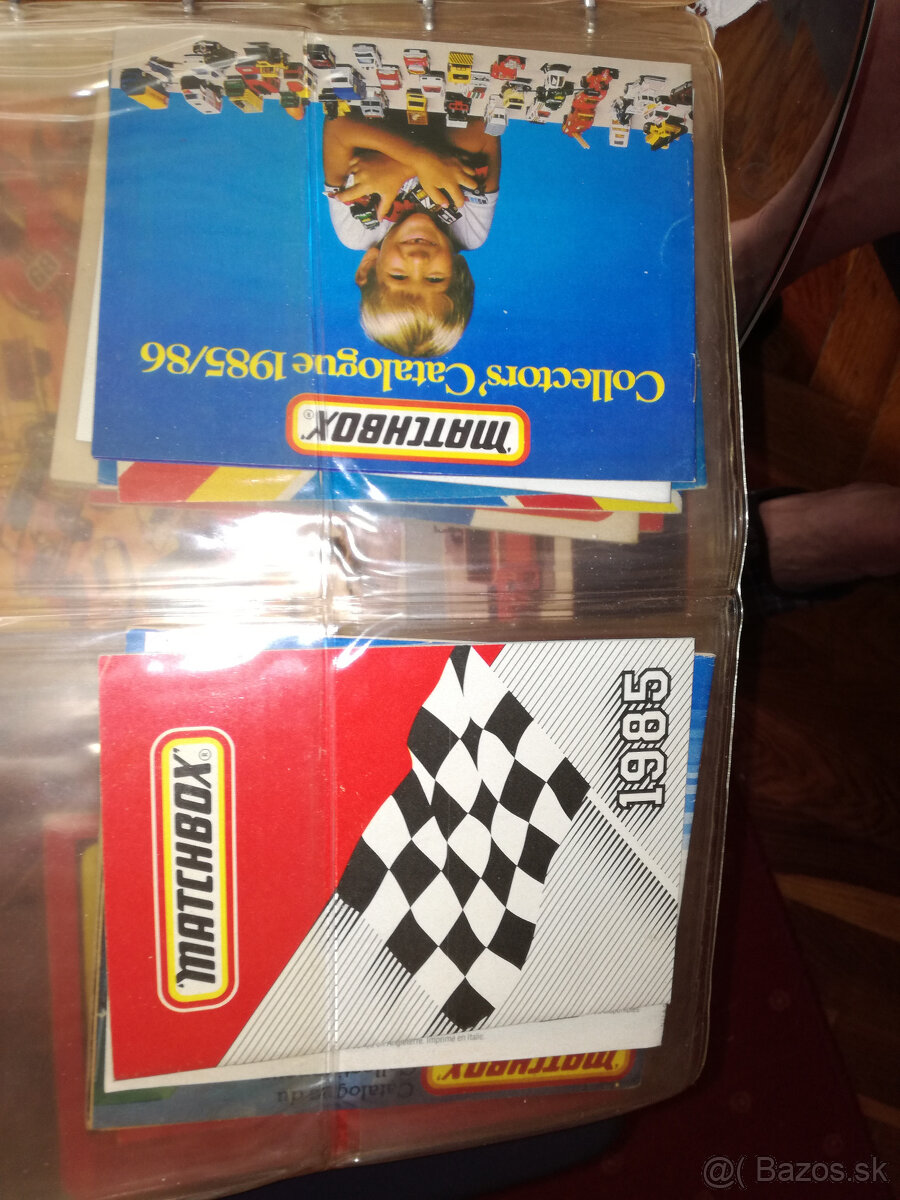 Collectors' Catalogue 1985/86
"MATCHBOX"®
1985
"MATCHBOX"®
Imprimé en Italie.
"MATCHBOX"
Catalogue du
@( Bazos.sk